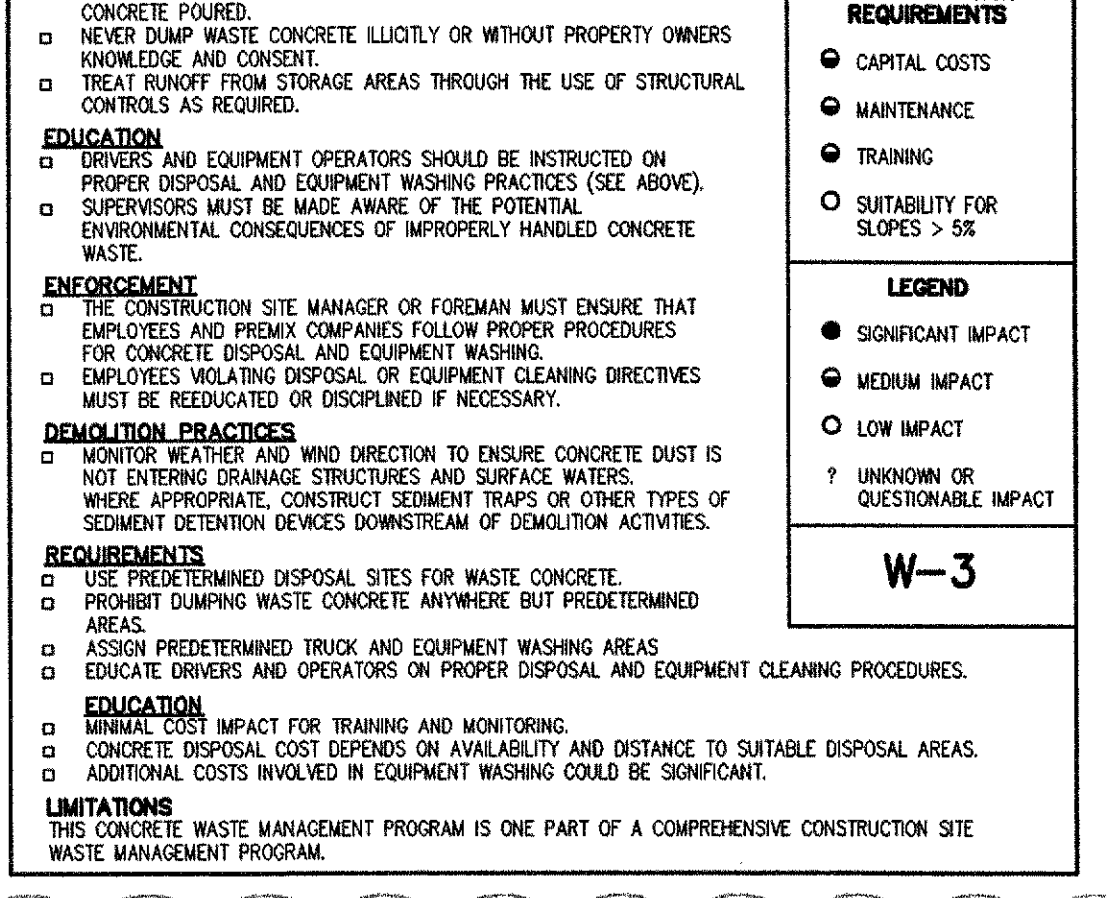 CONCRETE POURED.
NEVER DUMP WASTE CONCRETE ILLICITLY OR WITHOUT PROPERTY OWNERS
KNOWLEDGE AND CONSENT.
TREAT RUNOFF FROM STORAGE AREAS THROUGH THE USE OF STRUCTURAL
CONTROLS AS REQUIRED.
EDUCATION
DRIVERS AND EQUIPMENT OPERATORS SHOULD BE INSTRUCTED ON
PROPER DISPOSAL AND EQUIPMENT WASHING PRACTICES (SEE ABOVE).
SUPERVISORS MUST BE MADE AWARE OF THE POTENTIAL
ENVIRONMENTAL CONSEQUENCES OF IMPROPERLY HANDLED CONCRETE
WASTE.
ENFORCEMENT
THE CONSTRUCTION SITE MANAGER OR FOREMAN MUST ENSURE THAT
EMPLOYEES AND PREMIX COMPANIES FOLLOW PROPER PROCEDURES
FOR CONCRETE DISPOSAL AND EQUIPMENT WASHING.
EMPLOYEES VIOLATING DISPOSAL OR EQUIPMENT CLEANING DIRECTIVES
MUST BE REEDUCATED OR DISCIPLINED IF NECESSARY.
DEMOLITION PRACTICES
MONITOR WEATHER AND WIND DIRECTION TO ENSURE CONCRETE DUST IS
NOT ENTERING DRAINAGE STRUCTURES AND SURFACE WATERS.
WHERE APPROPRIATE, CONSTRUCT SEDIMENT TRAPS OR OTHER TYPES OF
SEDIMENT DETENTION DEVICES DOWNSTREAM OF DEMOLITION ACTIVITIES.
REQUIREMENTS
USE PREDETERMINED DISPOSAL SITES FOR WASTE CONCRETE.
PROHIBIT DUMPING WASTE CONCRETE ANYWHERE BUT PREDETERMINED
AREAS.
ASSIGN PREDETERMINED TRUCK AND EQUIPMENT WASHING AREAS
EDUCATE DRIVERS AND OPERATORS ON PROPER DISPOSAL AND EQUIPMENT CLEANING PROCEDURES.
EDUCATION
MINIMAL COST IMPACT FOR TRAINING AND MONITORING.
CONCRETE DISPOSAL COST DEPENDS ON AVAILABILITY AND DISTANCE TO SUITABLE DISPOSAL AREAS.
ADDITIONAL COSTS INVOLVED IN EQUIPMENT WASHING COULD BE SIGNIFICANT.
LIMITATIONS
THIS CONCRETE WASTE MANAGEMENT PROGRAM IS ONE PART OF A COMPREHENSIVE CONSTRUCTION SITE
WASTE MANAGEMENT PROGRAM.
REQUIREMENTS
CAPITAL COSTS
MAINTENANCE
TRAINING
SUITABILITY FOR
SLOPES > 5%
LEGEND
SIGNIFICANT IMPACT
MEDIUM IMPACT
LOW IMPACT
? UNKNOWN OR
QUESTIONABLE IMPACT
W-3